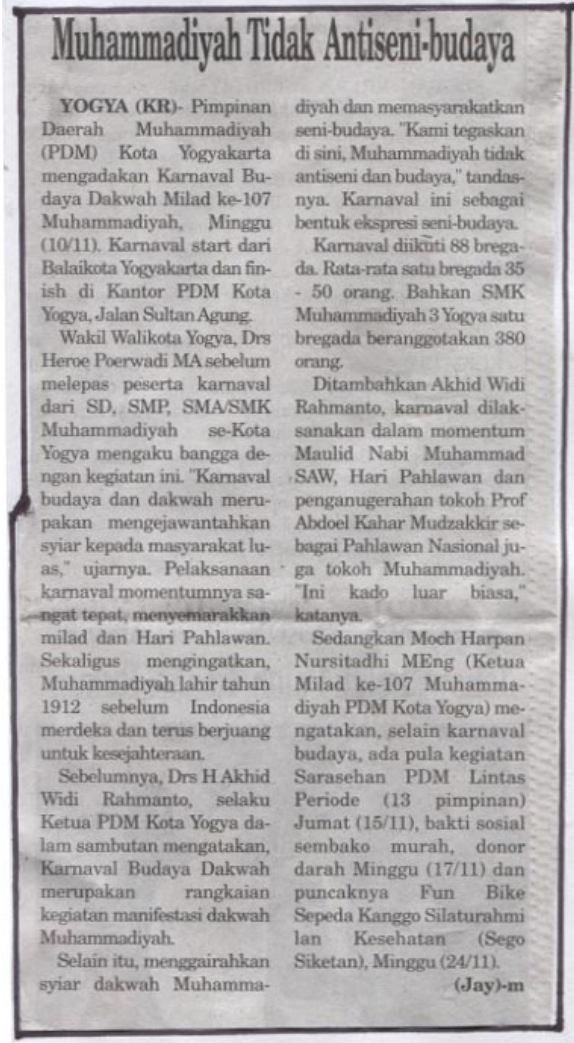 Muhammadiyah Tidak Antiseni-budaya
YOGYA (KR)- Pimpinan
Daerah Muhammadiyah
(PDM) Kota Yogyakarta
mengadakan Karnaval Bu-
daya Dakwah Milad ke-107
Muhammadiyah, Minggu
(10/11). Karnaval start dari
Balaikota Yogyakarta dan fin-
ish di Kantor PDM Kota
Yogya, Jalan Sultan Agung.
Wakil Walikota Yogya, Drs
Heroe Poerwadi MA sebelum
melepas peserta karnaval
dari SD, SMP, SMA/SMK
Muhammadiyah se-Kota
Yogya mengaku bangga de-
ngan kegiatan ini. "Karnaval
budaya dan dakwah meru-
pakan mengejawantahkan
syiar kepada masyarakat lu-
as," ujarnya. Pelaksanaan
karnaval momentumnya sa-
ngat tepat, menyemarakkan
milad dan Hari Pahlawan.
Sekaligus mengingatkan,
Muhammadiyah lahir tahun
1912 sebelum Indonesia
merdeka dan terus berjuang
untuk kesejahteraan.
Sebelumnya, Drs H Akhid
Widi Rahmanto, selaku
Ketua PDM Kota Yogya da-
lam sambutan mengatakan,
Karnaval Budaya Dakwah
merupakan rangkaian
kegiatan manifestasi dakwah
Muhammadiyah.
Selain itu, menggairahkan
syiar dakwah Muhamma-
diyah dan memasyarakatkan
seni-budaya. "Kami tegaskan
di sini, Muhammadiyah tidak
antiseni dan budaya," tandas-
nya. Karnaval ini sebagai
bentuk ekspresi seni-budaya.
Karnaval diikuti 88 brega-
da. Rata-rata satu bregada 35
- 50 orang. Bahkan SMK
Muhammadiyah 3 Yogya satu
bregada beranggotakan 380
orang.
Ditambahkan Akhid Widi
Rahmanto, karnaval dilak-
sanakan dalam momentum
Maulid Nabi Muhammad
SAW, Hari Pahlawan dan
penganugerahan tokoh Prof
Abdoel Kahar Mudzakkir se-
bagai Pahlawan Nasional ju-
ga tokoh Muhammadiyah.
"Ini kado luar biasa,"
katanya.
Sedangkan Moch Harpan
Nursitadhi MEng (Ketua
Milad ke-107 Muhamma-
diyah PDM Kota Yogya) me-
ngatakan, selain karnaval
budaya, ada pula kegiatan
Sarasehan PDM Lintas
Periode (13 pimpinan)
Jumat (15/11), bakti sosial
sembako murah, donor
darah Minggu (17/11) dan
puncaknya Fun Bike
Sepeda Kanggo Silaturahmi
lan Kesehatan (Sego
Siketan), Minggu (24/11).
(Jay)-m